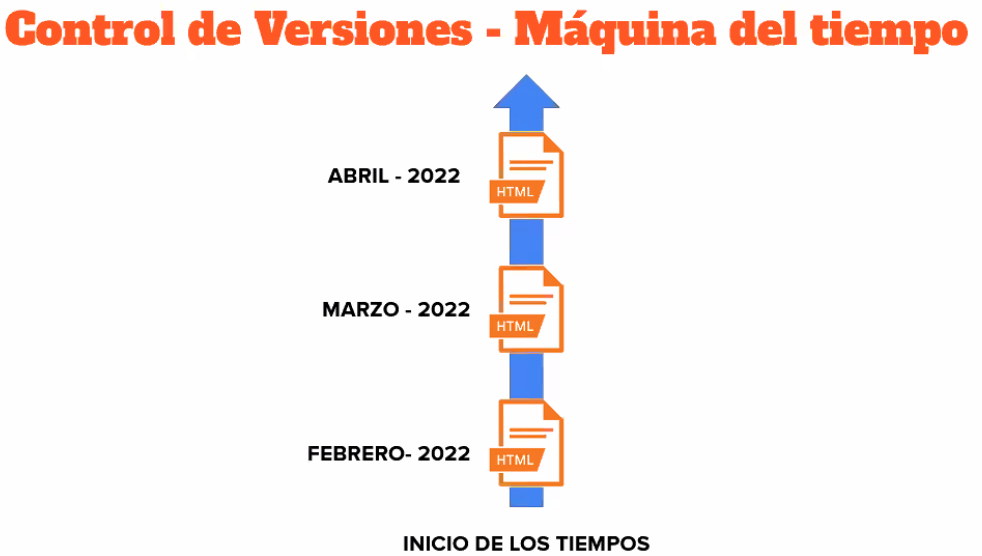 Control de Versiones - Máquina del tiempo
ABRIL - 2022
HTML
MARZO - 2022
HTML
FEBRERO- 2022
HTML
INICIO DE LOS TIEMPOS